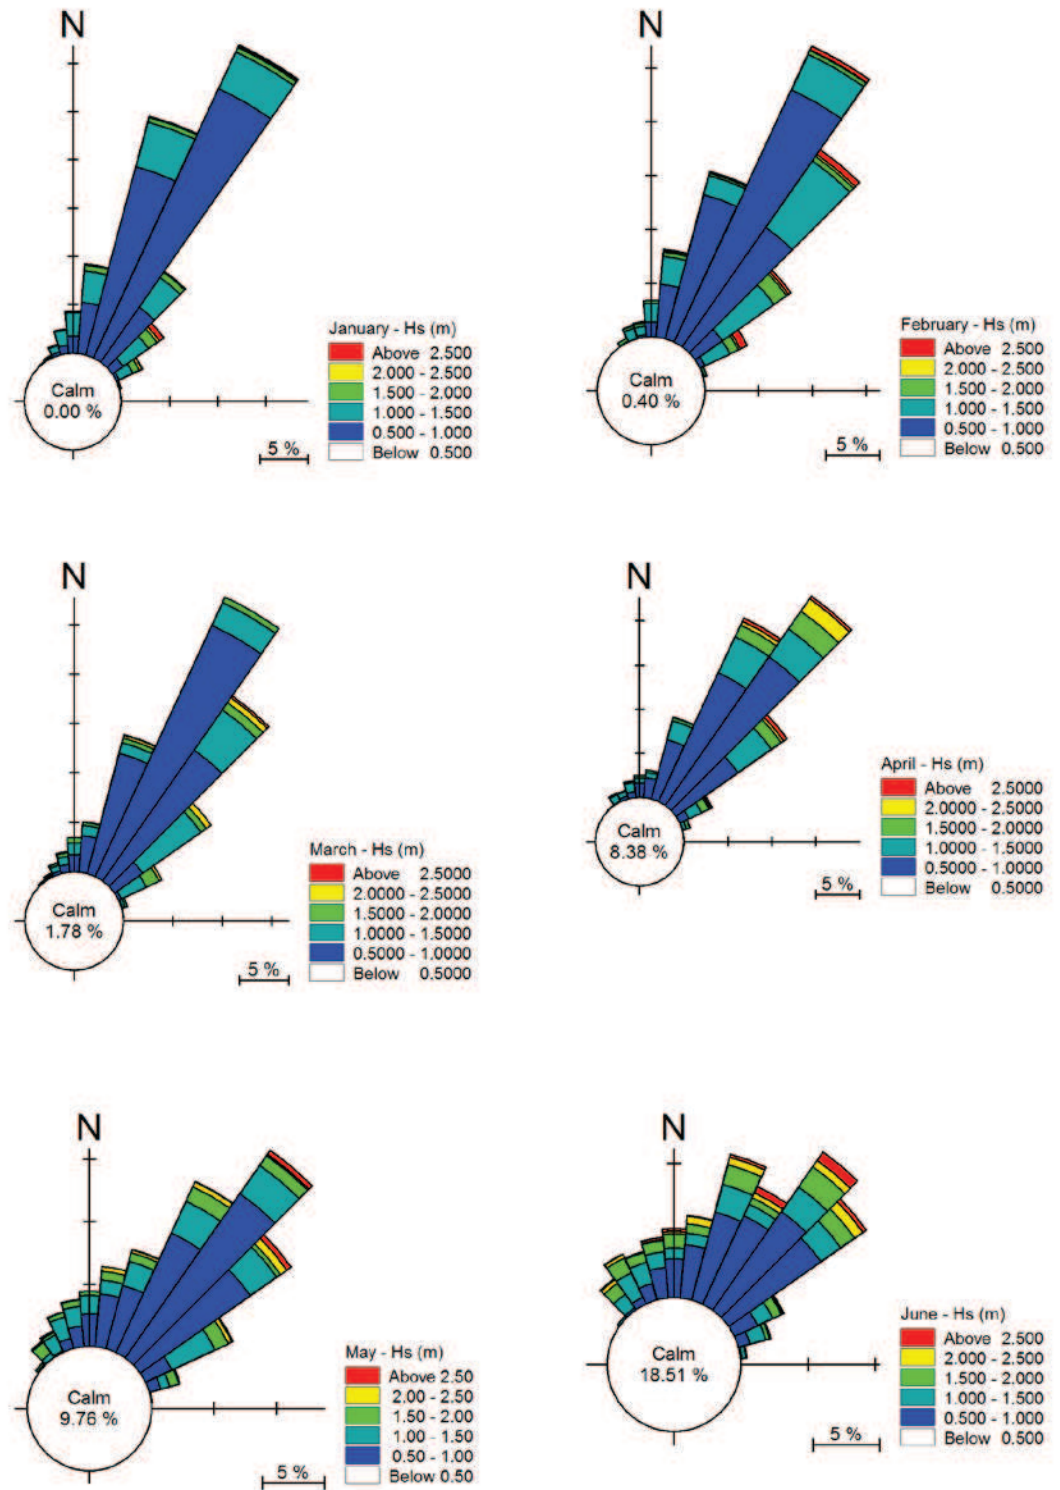 N
Calm
0.00 %
5 %
January - Hs (m)
Above 2.500
2.000 - 2.500
1.500 - 2.000
1.000 - 1.500
0.500 - 1.000
Below 0.500
N
Calm
0.40 %
5 %
February - Hs (m)
Above 2.500
2.000 - 2.500
1.500 - 2.000
1.000 - 1.500
0.500 - 1.000
Below 0.500
N
Calm
1.78 %
5 %
March - Hs (m)
Above 2.5000
2.0000 - 2.5000
1.5000 - 2.0000
1.0000 - 1.5000
0.5000 - 1.0000
Below 0.5000
N
Calm
8.38 %
5 %
April - Hs (m)
Above 2.5000
2.0000 - 2.5000
1.5000 - 2.0000
1.0000 - 1.5000
0.5000 - 1.0000
Below 0.5000
N
Calm
9.76 %
5 %
May - Hs (m)
Above 2.50
2.00 - 2.50
1.50 - 2.00
1.00 - 1.50
0.50 - 1.00
Below 0.50
N
Calm
18.51 %
5 %
June - Hs (m)
Above 2.500
2.000 - 2.500
1.500 - 2.000
1.000 - 1.500
0.500 - 1.000
Below 0.500